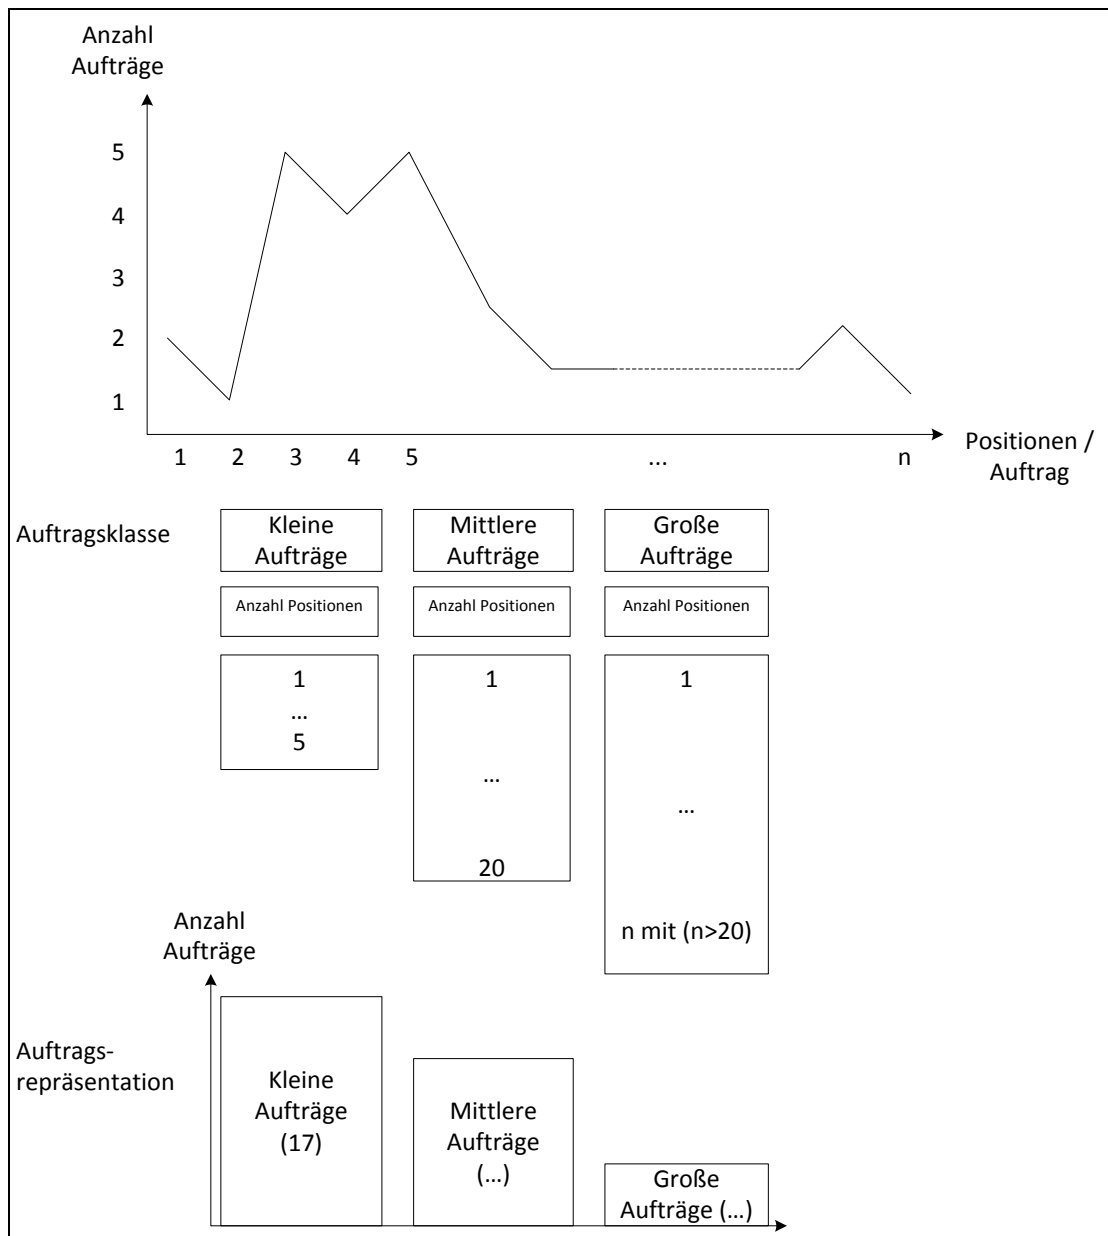 Anzahl
Aufträge
5
4
3
2
1
1 2 3 4 5 ... n
Positionen /
Auftrag
Auftragsklasse
Kleine
Aufträge
Mittlere
Aufträge
Große
Aufträge
Anzahl Positionen
Anzahl Positionen
Anzahl Positionen
1
...
5
1
...
20
1
...
n mit (n>20)
Anzahl
Aufträge
Auftrags-
repräsentation
Kleine
Aufträge
(17)
Mittlere
Aufträge
(...)
Große
Aufträge (...)